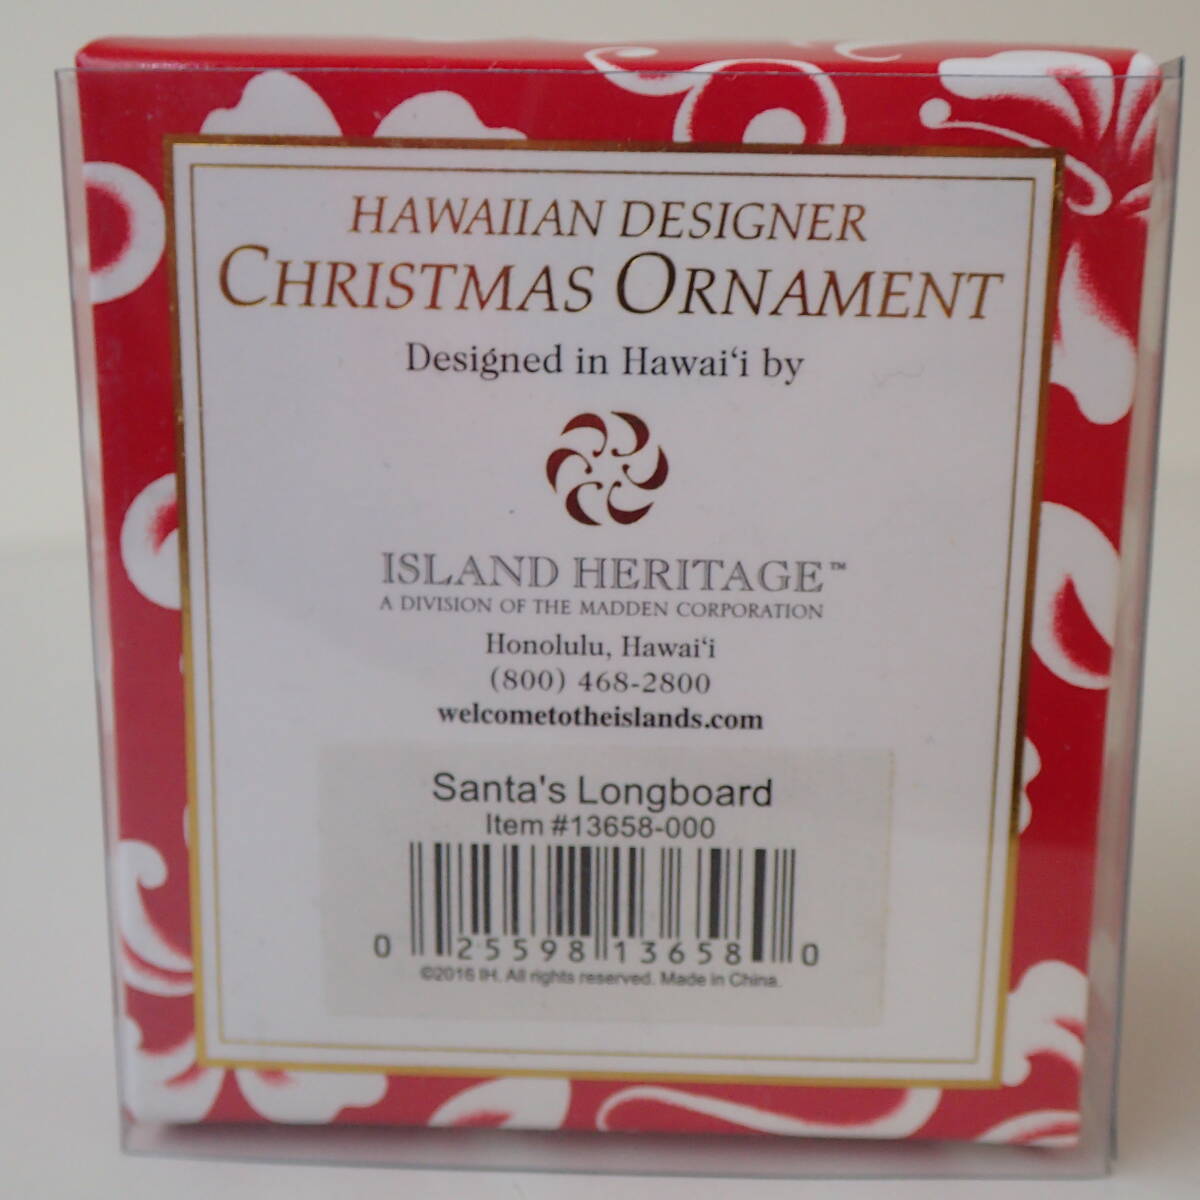 HAWAIIAN DESIGNER
CHRISTMAS ORNAMENT
Designed in Hawai‘i by
ISLAND HERITAGE™
A DIVISION OF THE MADDEN CORPORATION
Honolulu, Hawai‘i
(800) 468-2800
welcometotheislands.com
Santa's Longboard
Item #13658-000
0 25598 13658 0
©2016 IH. All rights reserved. Made in China.